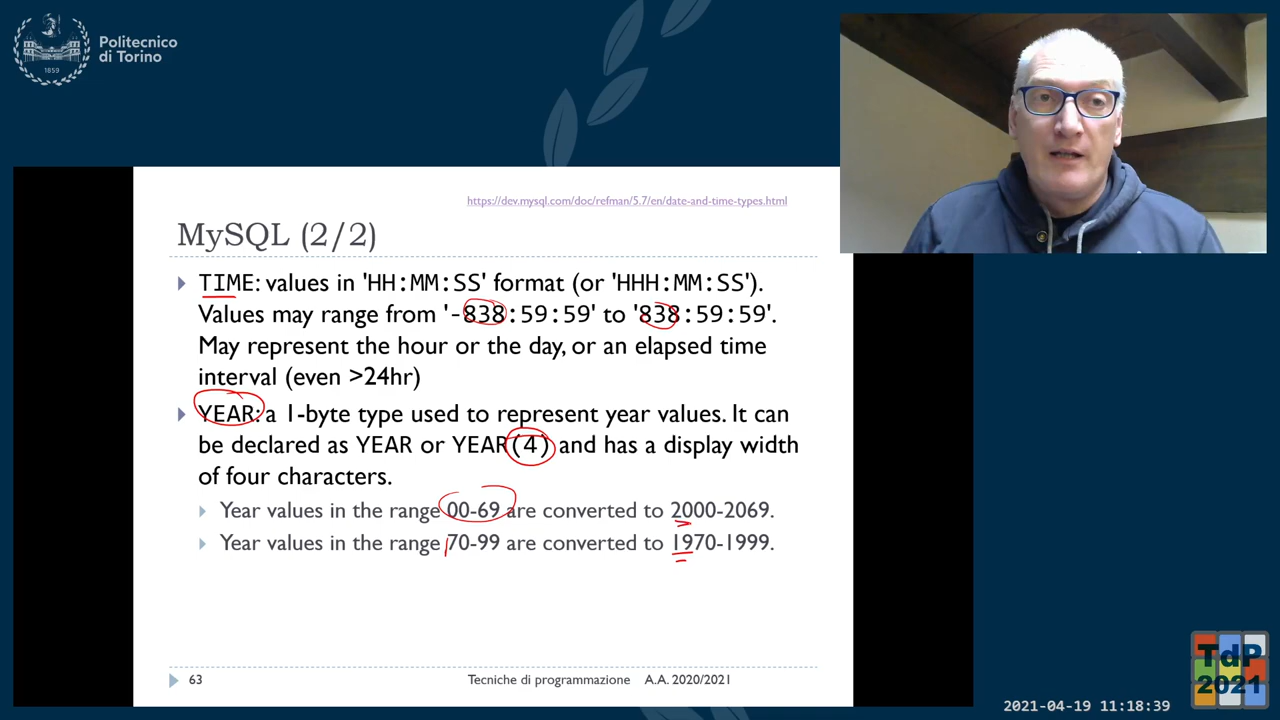 Politecnico
di Torino
1859
https://dev.mysql.com/doc/refman/5.7/en/date-and-time-types.html
MySQL (2/2)
TIME: values in 'HH:MM:SS' format (or 'HHH:MM:SS').
Values may range from '-838:59:59' to '838:59:59'.
May represent the hour or the day, or an elapsed time
interval (even >24hr)
YEAR: a 1-byte type used to represent year values. It can
be declared as YEAR or YEAR(4) and has a display width
of four characters.
Year values in the range 00-69 are converted to 2000-2069.
Year values in the range 70-99 are converted to 1970-1999.
63 Tecniche di programmazione A.A. 2020/2021
TdP
2021
2021-04-19 11:18:39